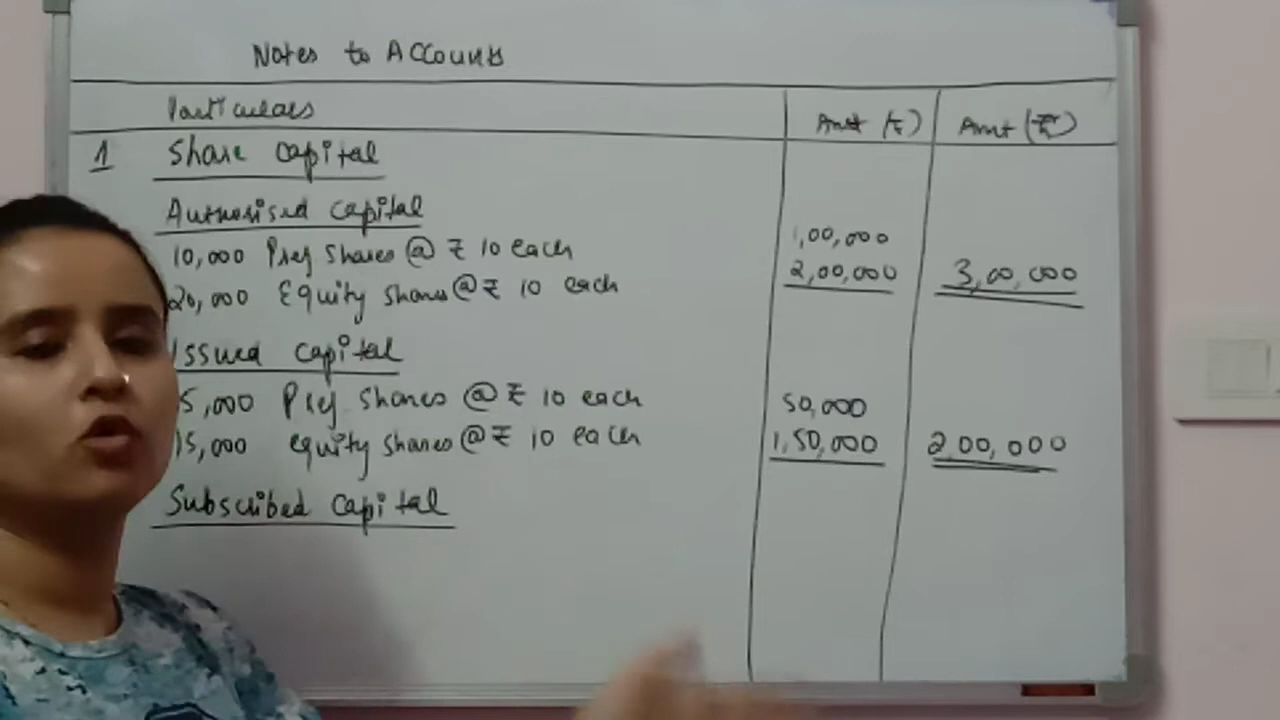 Notes to Accounts
Particulars Amt (₹) Amt (₹)
1 Share capital
Authorised capital
10,000 Pref Shares @ ₹ 10 each 1,00,000
20,000 Equity Shares @ ₹ 10 each 2,00,000 3,00,000
Issued capital
5,000 Pref. Shares @ ₹ 10 each 50,000
15,000 equity shares @ ₹ 10 each 1,50,000 2,00,000
Subscribed capital